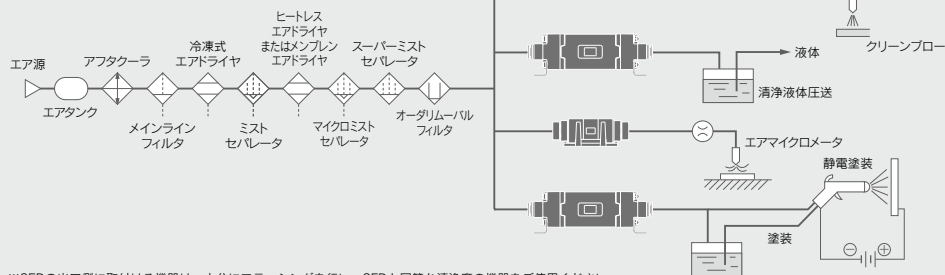 エア源
エアタンク
アフタクーラ
メインライン
フィルタ
冷凍式
エアドライヤ
ミスト
セパレータ
ヒートレス
エアドライヤ
またはメンブレン
エアドライヤ
マイクロミスト
セパレータ
スーパーミスト
セパレータ
オーダリムーバル
フィルタ
クリーンブロー
液体
清浄液体圧送
エアマイクロメータ
静電塗装
塗装